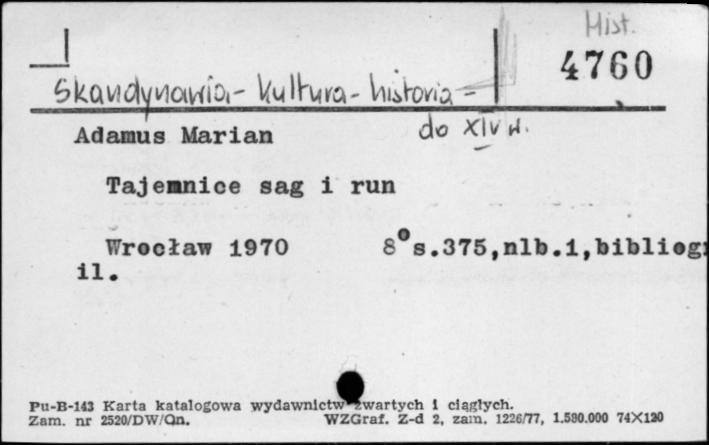 Hist.
4760
Skandynawia - kultura - historia -
do XIV w.
Adamus Marian
Tajemnice sag i run
Wrocław 1970 8° s.375,nlb.1,bibliogr
il.
Pu-B-143 Karta katalogowa wydawnictw zwartych i ciągłych.
Zam. nr 2520/DW/Qn. WZGraf. Z-d 2, zam. 1226/77, 1.590.000 74X120